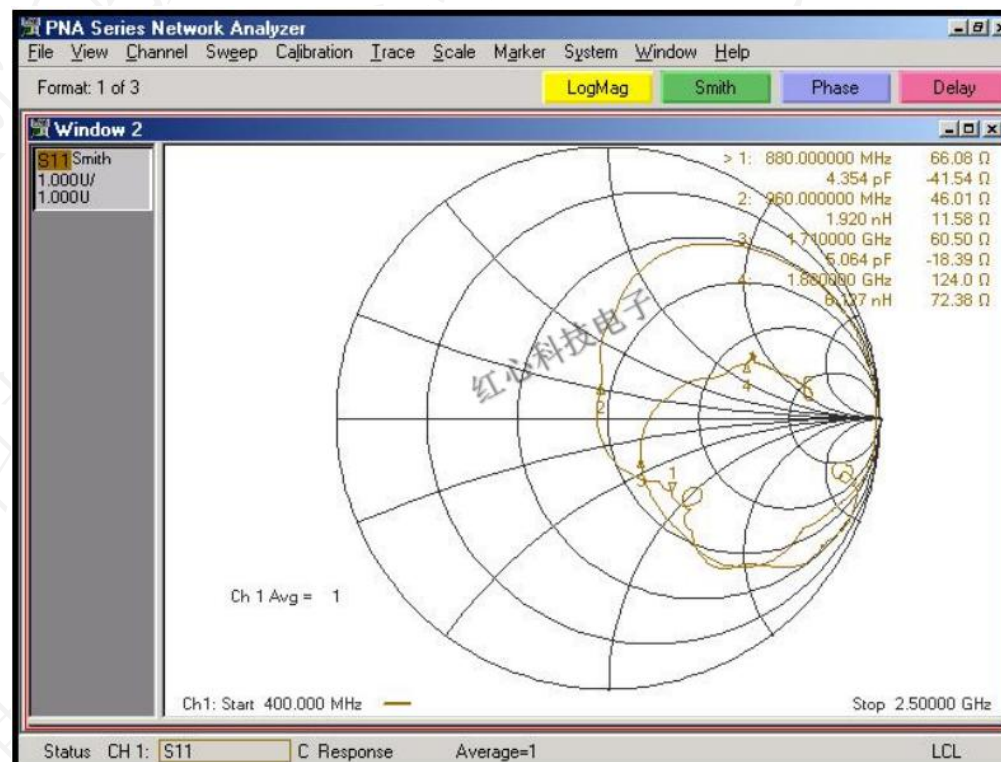 PNA Series Network Analyzer
File View Channel Sweep Calibration Trace Scale Marker System Window Help
Format: 1 of 3 LogMag Smith Phase Delay
Window 2
S11 Smith
1.000U/
1.000U
> 1: 880.000000 MHz 66.08 Ω
4.354 pF -41.54 Ω
2: 960.000000 MHz 46.01 Ω
1.920 nH 11.58 Ω
3: 1.710000 GHz 60.50 Ω
5.064 pF -18.39 Ω
4: 1.880000 GHz 124.0 Ω
6.127 nH 72.38 Ω
红心科技电子
4
2
1
3
Ch 1 Avg = 1
Ch1: Start 400.000 MHz Stop 2.50000 GHz
Status CH 1: S11 C Response Average=1 LCL